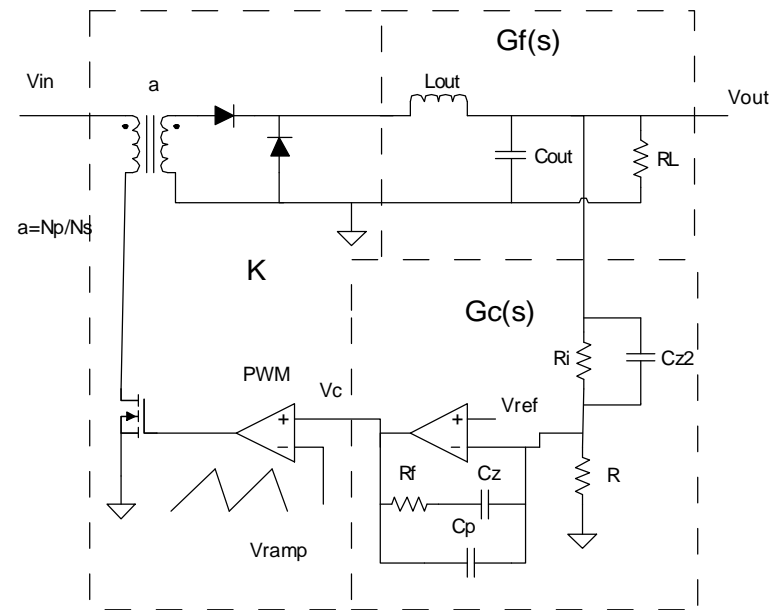 Gf(s)
Vin
a
Lout
Vout
Cout
RL
a=Np/Ns
K
Gc(s)
Ri
Cz2
PWM
Vc
Vref
+
+
−
−
Rf
Cz
R
Cp
Vramp